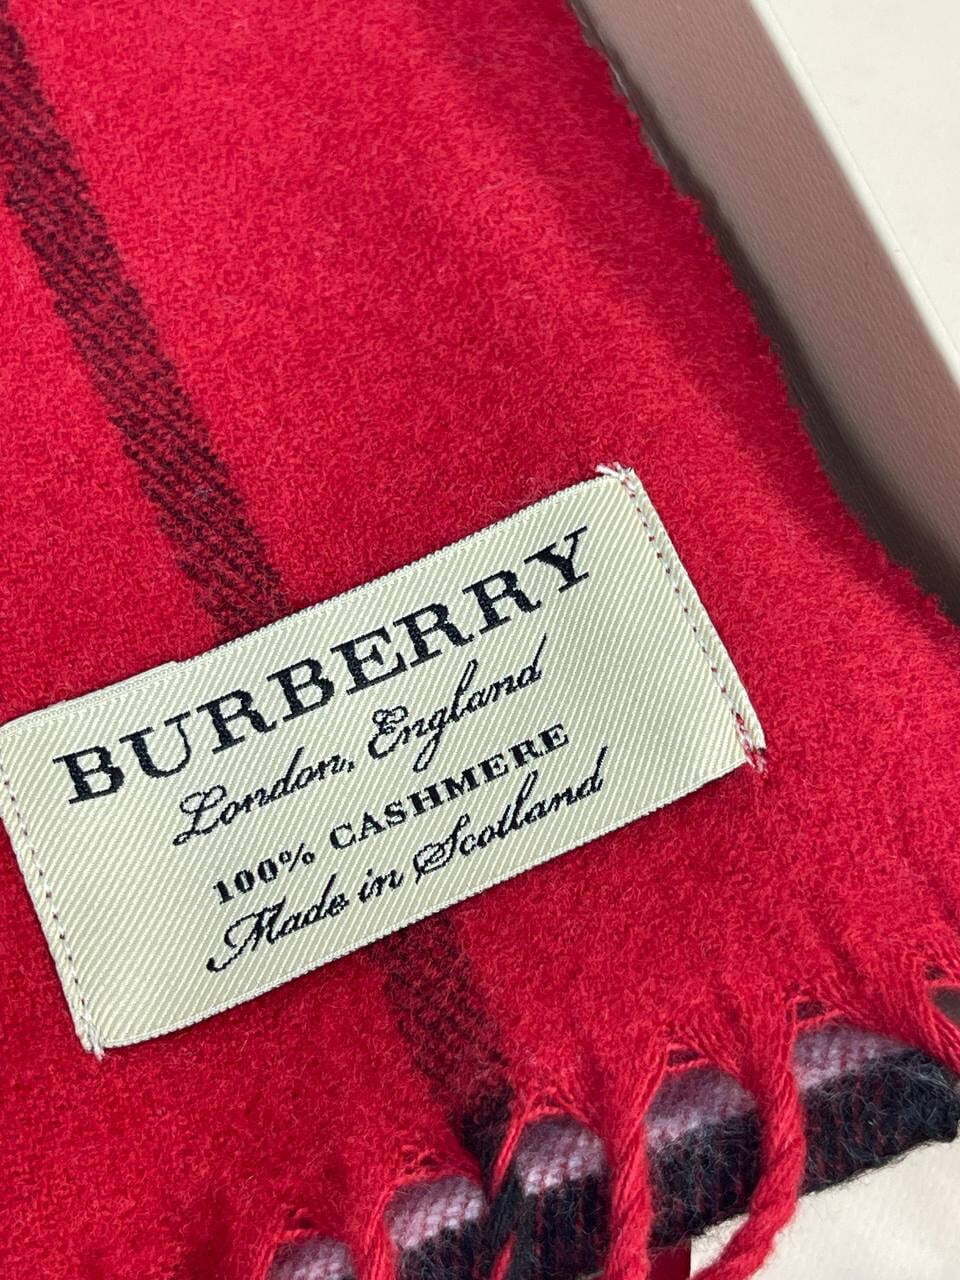 BURBERRY
London, England
100% CASHMERE
Made in Scotland